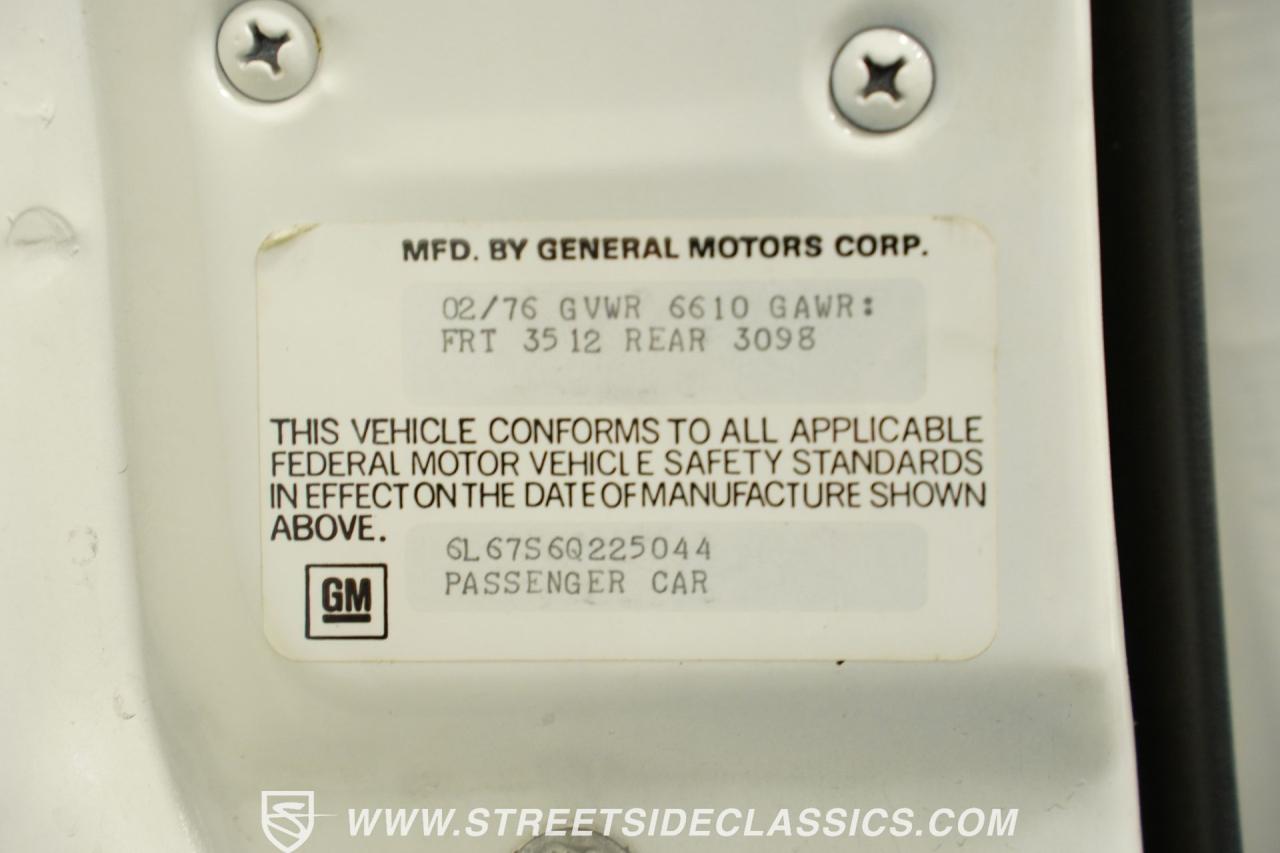 MFD. BY GENERAL MOTORS CORP.
02/76 GVWR 6610 GAWR:
FRT 3512 REAR 3098
THIS VEHICLE CONFORMS TO ALL APPLICABLE
FEDERAL MOTOR VEHICLE SAFETY STANDARDS
IN EFFECT ON THE DATE OF MANUFACTURE SHOWN
ABOVE.
6L67S6Q225044
PASSENGER CAR
GM
WWW.STREETSIDECLASSICS.COM